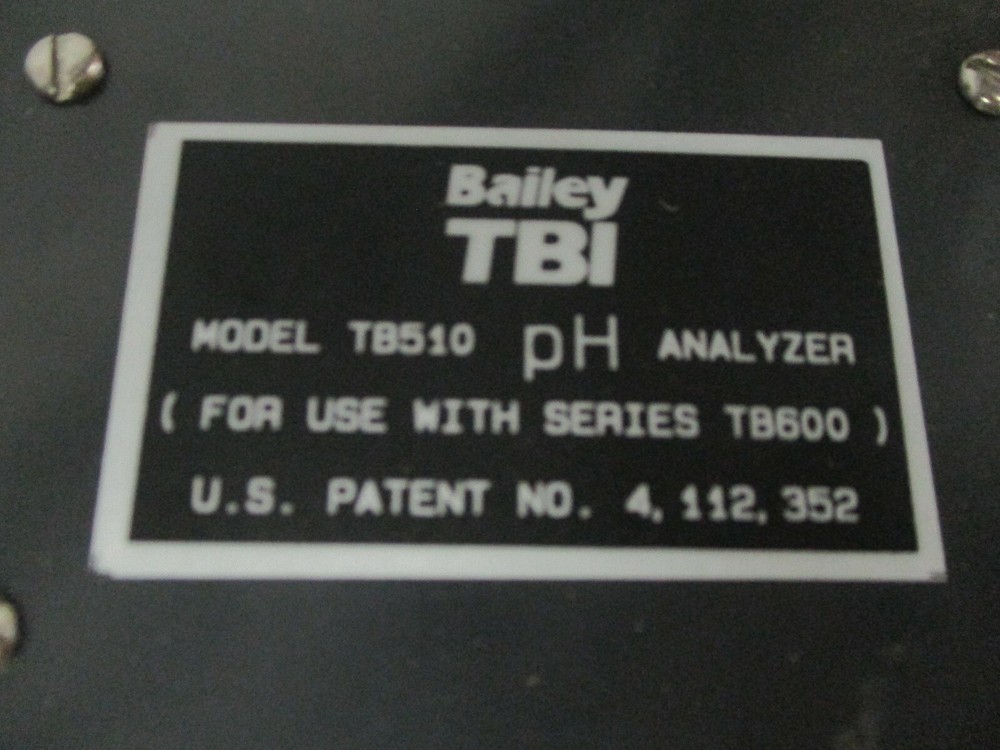 Bailey
TBI
MODEL TB510 pH ANALYZER
( FOR USE WITH SERIES TB600 )
U.S. PATENT NO. 4,112,352